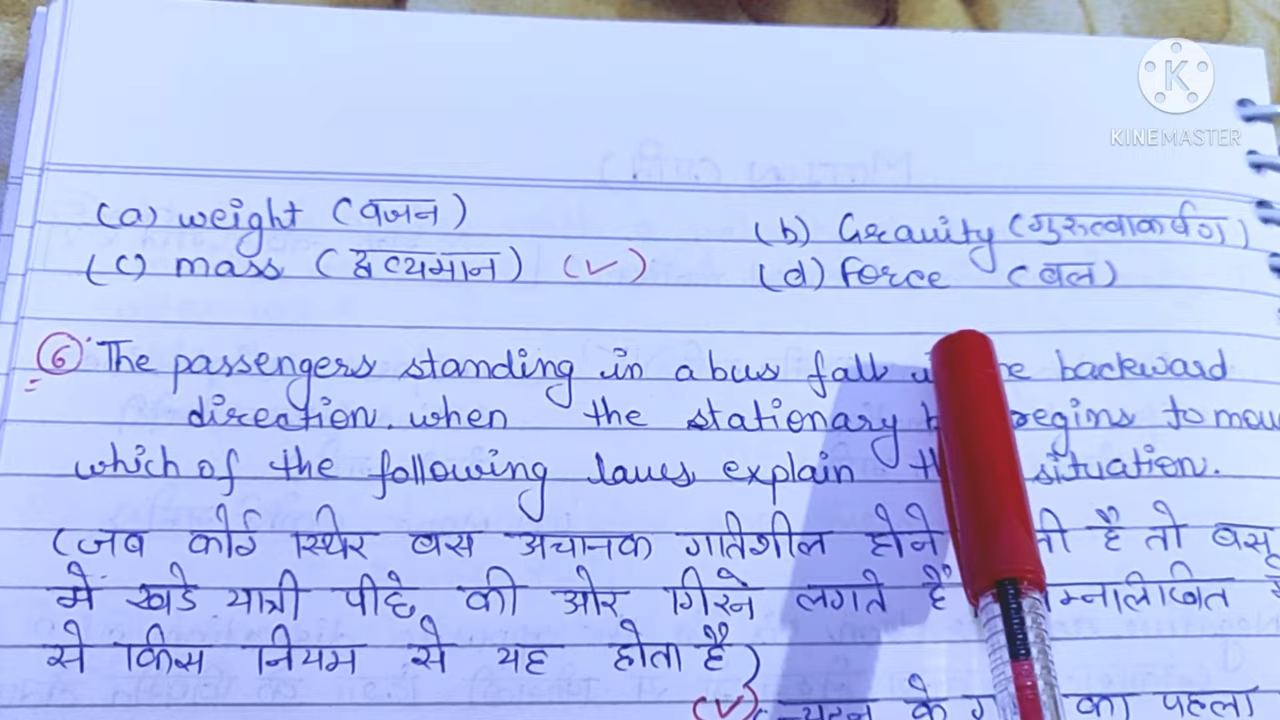 KINEMASTER
(a) weight (वजन)
(b) Gravity (गुरुत्वाकर्षण)
(c) mass (द्रव्यमान) (✓)
(d) Force (बल)
6 The passengers standing in a bus fall backward
direction. when the stationary begins to mov
which of the following laws explain situation.
(जब कोई स्थिर बस अचानक गतिशील होने है तो बस
में खडे यात्री पीछे की ओर गिरने लगते हैं
से किस नियम से यह होता है)
(✓) के का पहला